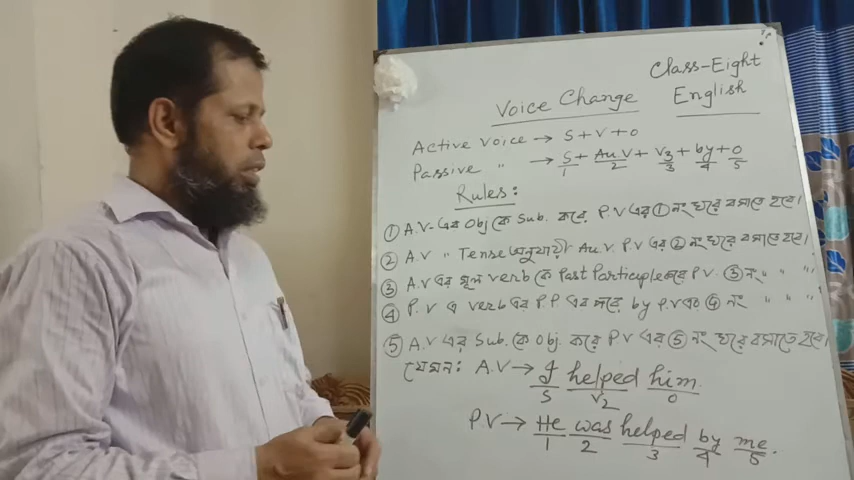 Class-Eight
English
Voice Change
Active Voice → S + V + O
Passive " → S + Au.V + V3 + by + O
1 2 3 4 5
Rules:
① A.V-এর Obj কে Sub. করে P.V এর ① নং ঘরে বসাতে হবে।
② A.V " Tense অনুযায়ী Au.V. P.V এর ② নং ঘরে বসাতে হবে।
③ A.V এর মূল verb কে Past Participle করে P.V. ③ নং " " "
④ P.V এ verb এর P.P এর পরে by P.V এর ④ নং " " "
⑤ A.V এর Sub. কে Obj. করে P.V এর ⑤ নং ঘরে বসাতে হবে।
যেমন: A.V → I helped him.
S V2 O
P.V → He was helped by me.
1 2 3 4 5